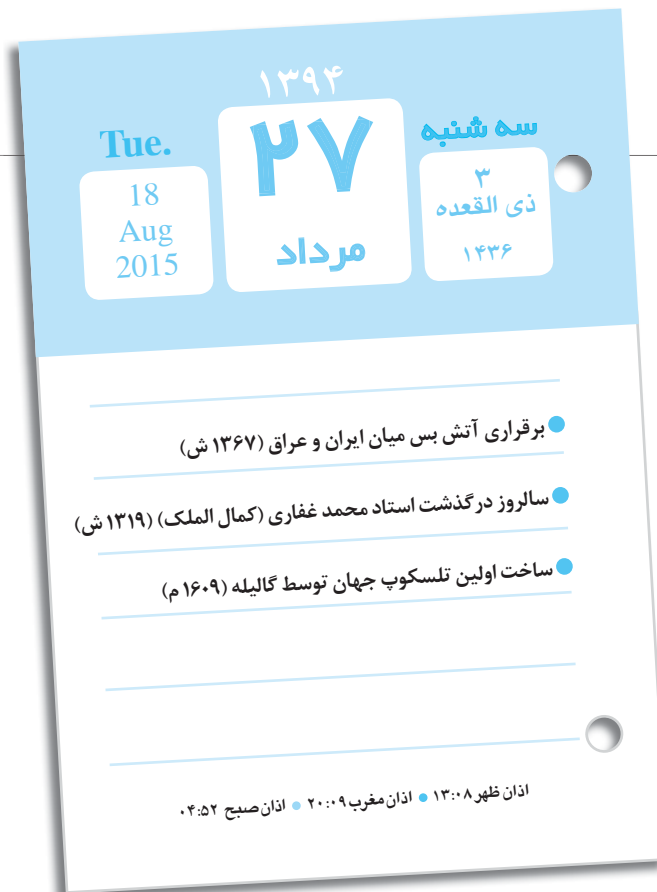 ۱۳۹۴
سه شنبه
۲۷
Tue.
۳
ذی القعده
۱۴۳۶
مرداد
18
Aug
2015
برقراری آتش بس میان ایران و عراق (۱۳۶۷ ش)
سالروز درگذشت استاد محمد غفاری (کمال الملک) (۱۳۱۹ ش)
ساخت اولین تلسکوپ جهان توسط گالیله (۱۶۰۹ م)
اذان ظهر ۱۳:۰۸ • اذان مغرب ۲۰:۰۹ • اذان صبح ۰۴:۵۲